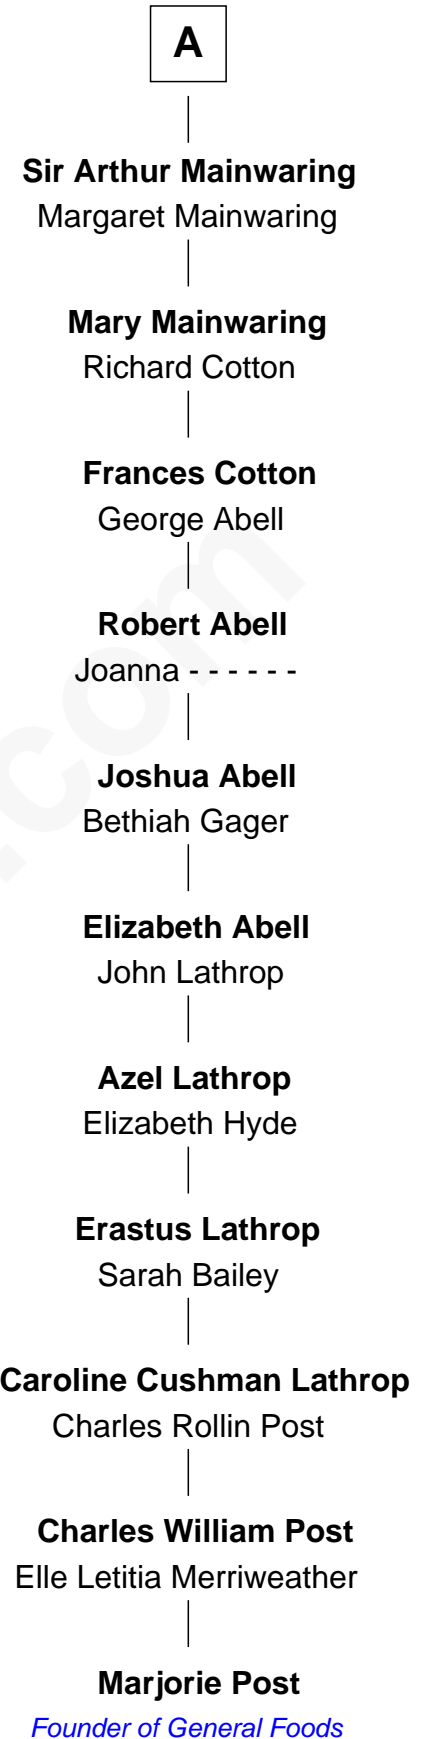 A
Sir Arthur Mainwaring
Margaret Mainwaring
Mary Mainwaring
Richard Cotton
Frances Cotton
George Abell
Robert Abell
Joanna - - - - - -
Joshua Abell
Bethiah Gager
Elizabeth Abell
John Lathrop
Azel Lathrop
Elizabeth Hyde
Erastus Lathrop
Sarah Bailey
Caroline Cushman Lathrop
Charles Rollin Post
Charles William Post
Elle Letitia Merriweather
Marjorie Post
Founder of General Foods
.com